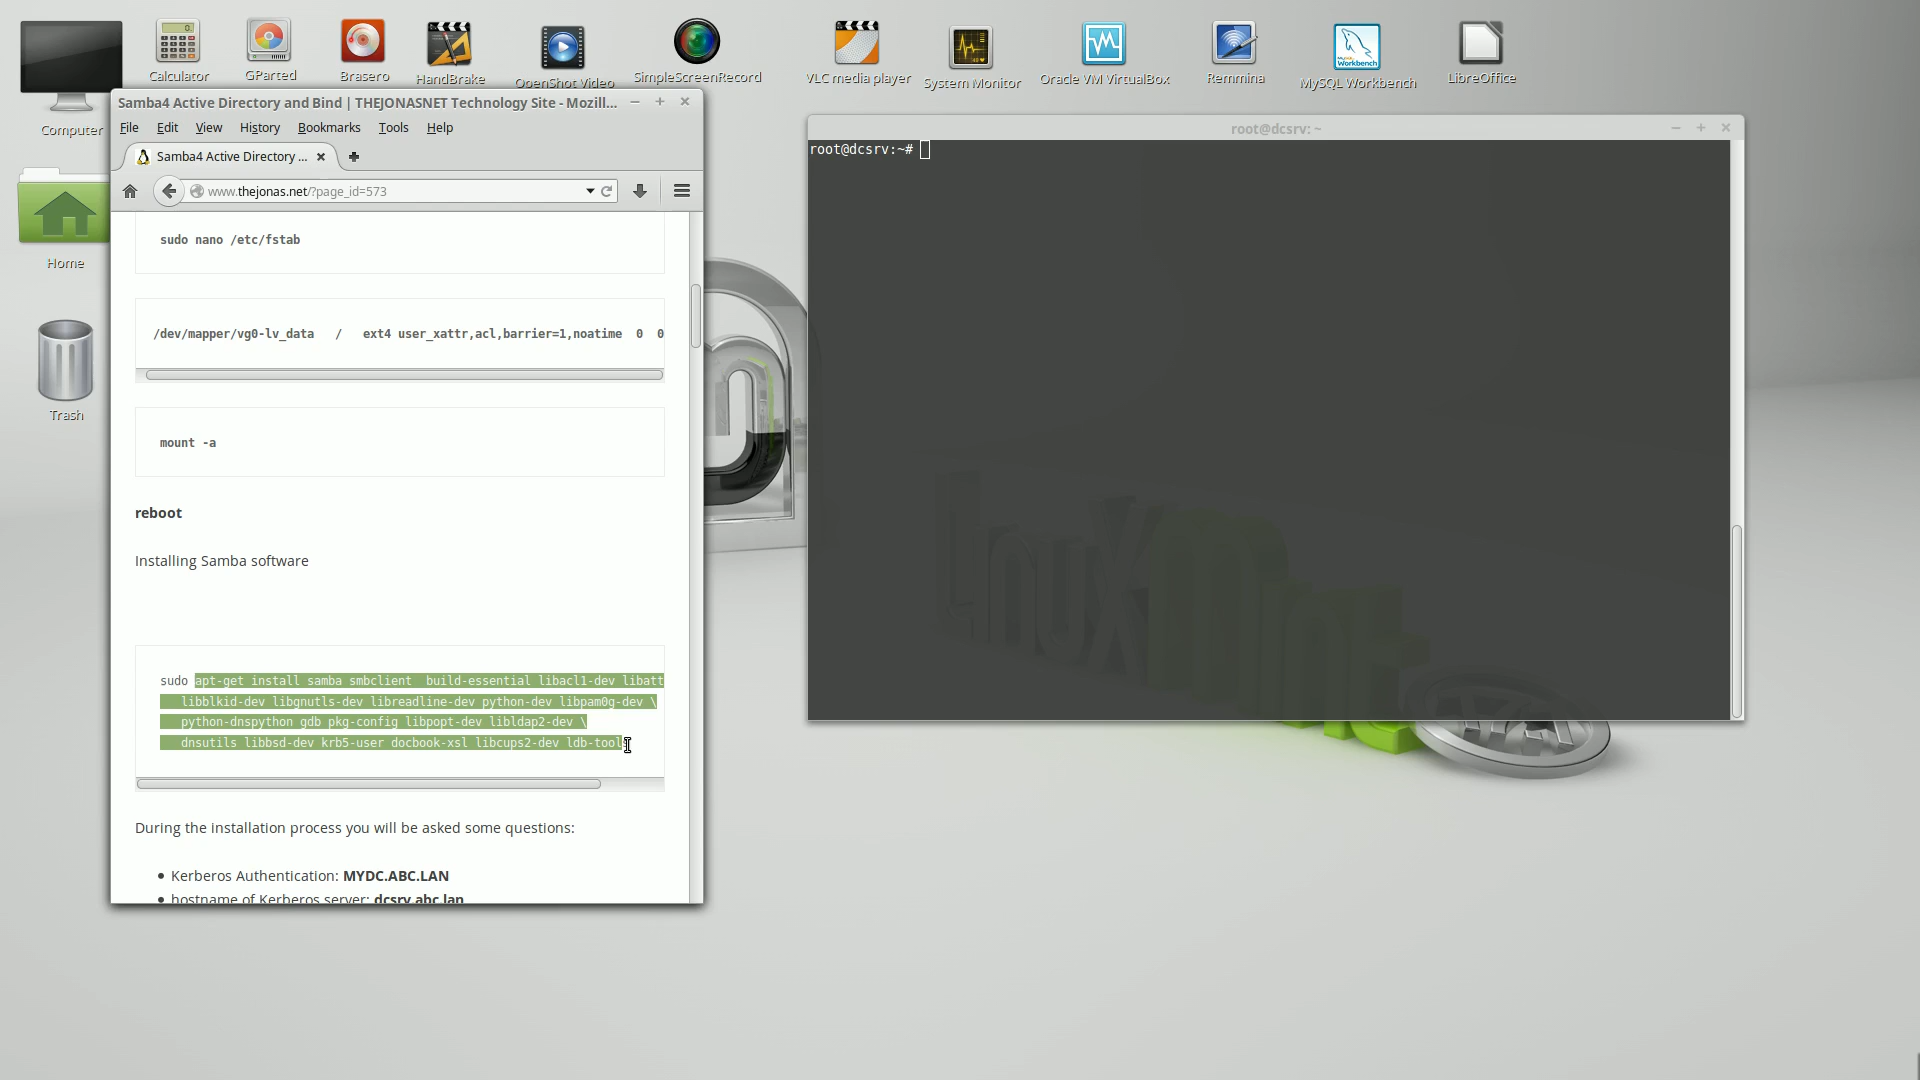 Calculator
GParted
Brasero
HandBrake
OpenShot Video
SimpleScreenRecord
VLC media player
System Monitor
Oracle VM VirtualBox
Remmina
MySQL Workbench
LibreOffice
Computer
Home
Trash
Samba4 Active Directory and Bind | THEJONASNET Technology Site - Mozill...
File Edit View History Bookmarks Tools Help
Samba4 Active Directory ...
www.thejonas.net/?page_id=573
sudo nano /etc/fstab
/dev/mapper/vg0-lv_data / ext4 user_xattr,acl,barrier=1,noatime 0 0
mount -a
reboot
Installing Samba software
sudo apt-get install samba smbclient build-essential libacl1-dev libatt
libblkid-dev libgnutls-dev libreadline-dev python-dev libpam0g-dev \
python-dnspython gdb pkg-config libpopt-dev libldap2-dev \
dnsutils libbsd-dev krb5-user docbook-xsl libcups2-dev ldb-tools
During the installation process you will be asked some questions:
• Kerberos Authentication: MYDC.ABC.LAN
• hostname of Kerberos server: dcsrv.abc.lan
root@dcsrv: ~
root@dcsrv:~#
LinuxMint